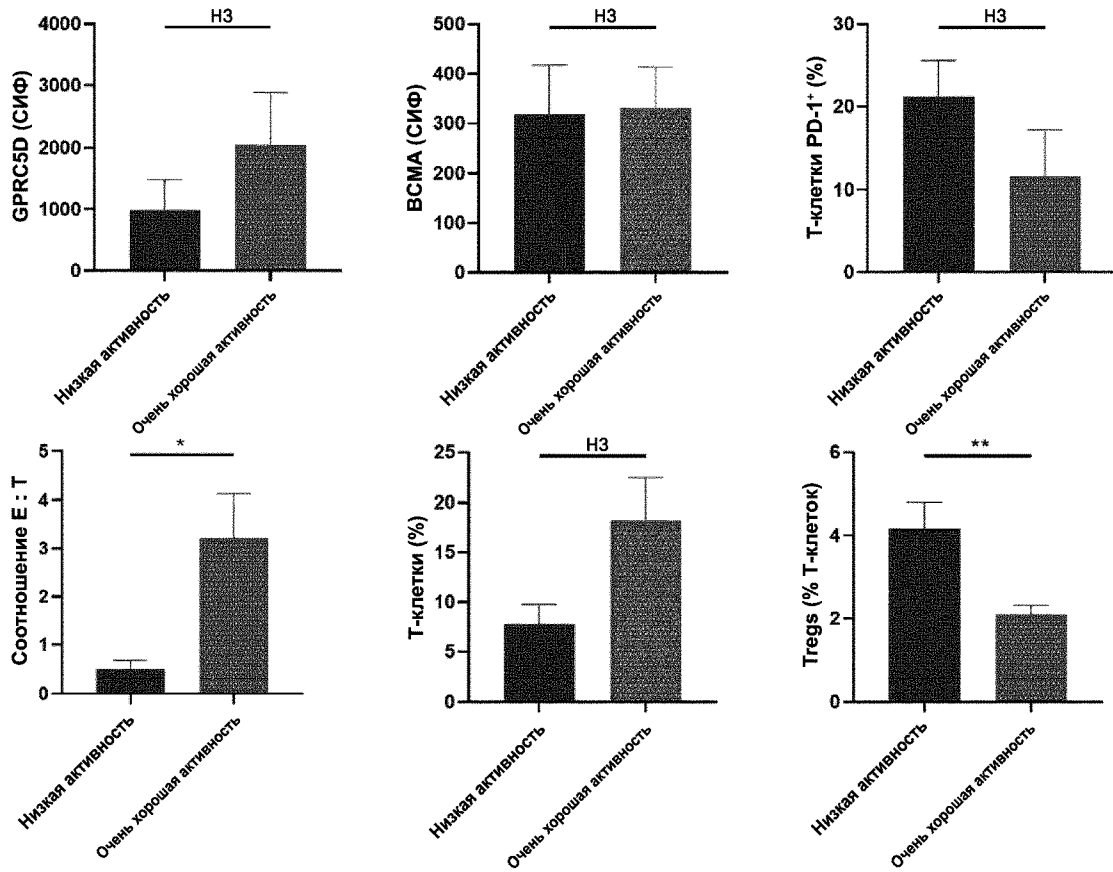 GPRC5D (СИФ)
4000
3000
2000
1000
0
НЗ
Низкая активность
Очень хорошая активность
BCMA (СИФ)
500
400
300
200
100
0
НЗ
Низкая активность
Очень хорошая активность
Т-клетки PD-1⁺ (%)
30
20
10
0
НЗ
Низкая активность
Очень хорошая активность
Соотношение Е : Т
5
4
3
2
1
0
*
Низкая активность
Очень хорошая активность
Т-клетки (%)
25
20
15
10
5
0
НЗ
Низкая активность
Очень хорошая активность
Tregs (% Т-клеток)
6
4
2
0
**
Низкая активность
Очень хорошая активность